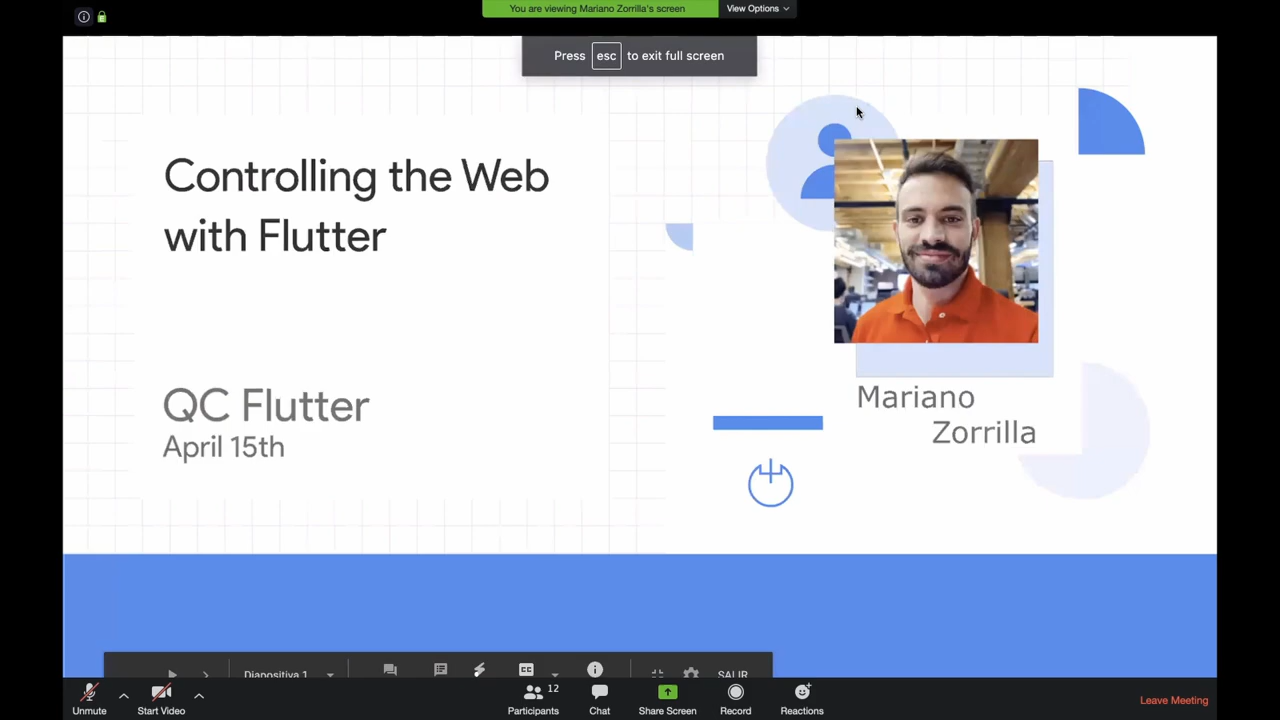 You are viewing Mariano Zorrilla's screen
View Options
Press esc to exit full screen
Controlling the Web
with Flutter
QC Flutter
April 15th
Mariano
Zorrilla
Diapositiva 1
CC
SALIR
Unmute
Start Video
12
Participants
Chat
Share Screen
Record
Reactions
Leave Meeting